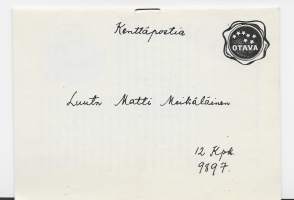 Kenttäpostia
OTAVA
Luutn Matti Meikäläinen
12 Kpk
9897.